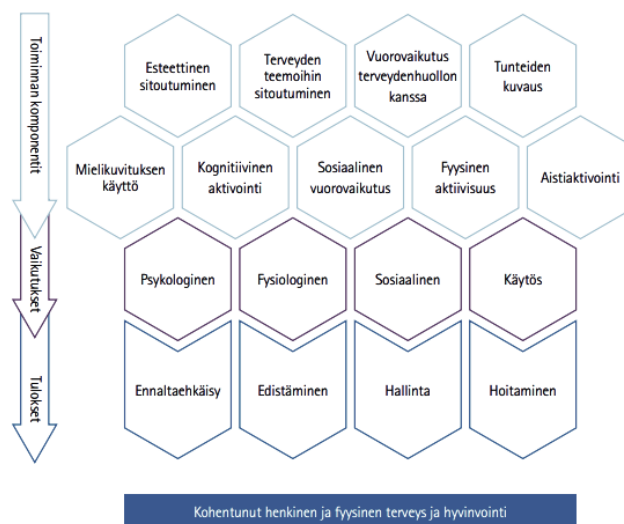 Toiminnan komponentit
Esteettinen
sitoutuminen
Terveyden
teemoihin
sitoutuminen
Vuorovaikutus
terveydenhuollon
kanssa
Tunteiden
kuvaus
Mielikuvituksen
käyttö
Kognitiivinen
aktivointi
Sosiaalinen
vuorovaikutus
Fyysinen
aktiivisuus
Aistiaktivointi
Vaikutukset
Psykologinen
Fysiologinen
Sosiaalinen
Käytös
Tulokset
Ennaltaehkäisy
Edistäminen
Hallinta
Hoitaminen
Kohentunut henkinen ja fyysinen terveys ja hyvinvointi